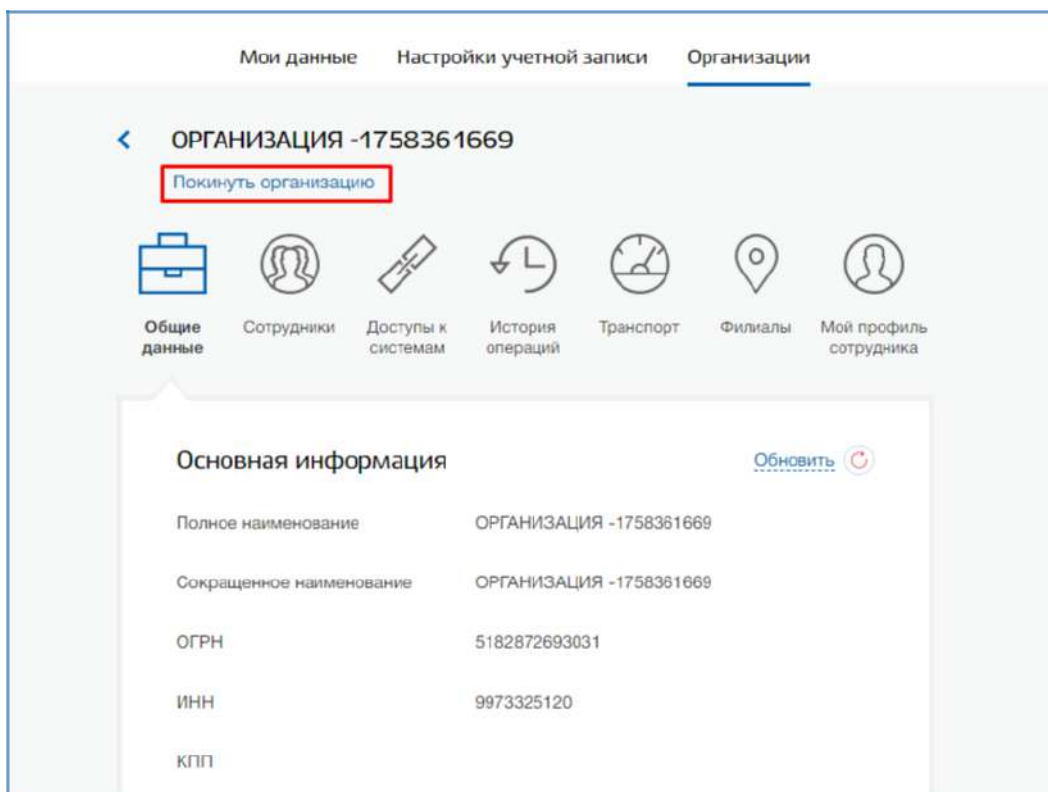 Мои данные Настройки учетной записи Организации
ОРГАНИЗАЦИЯ -1758361669
Покинуть организацию
Общие данные
Сотрудники
Доступы к системам
История операций
Транспорт
Филиалы
Мой профиль сотрудника
Основная информация Обновить
Полное наименование ОРГАНИЗАЦИЯ -1758361669
Сокращенное наименование ОРГАНИЗАЦИЯ -1758361669
ОГРН 5182872693031
ИНН 9973325120
КПП